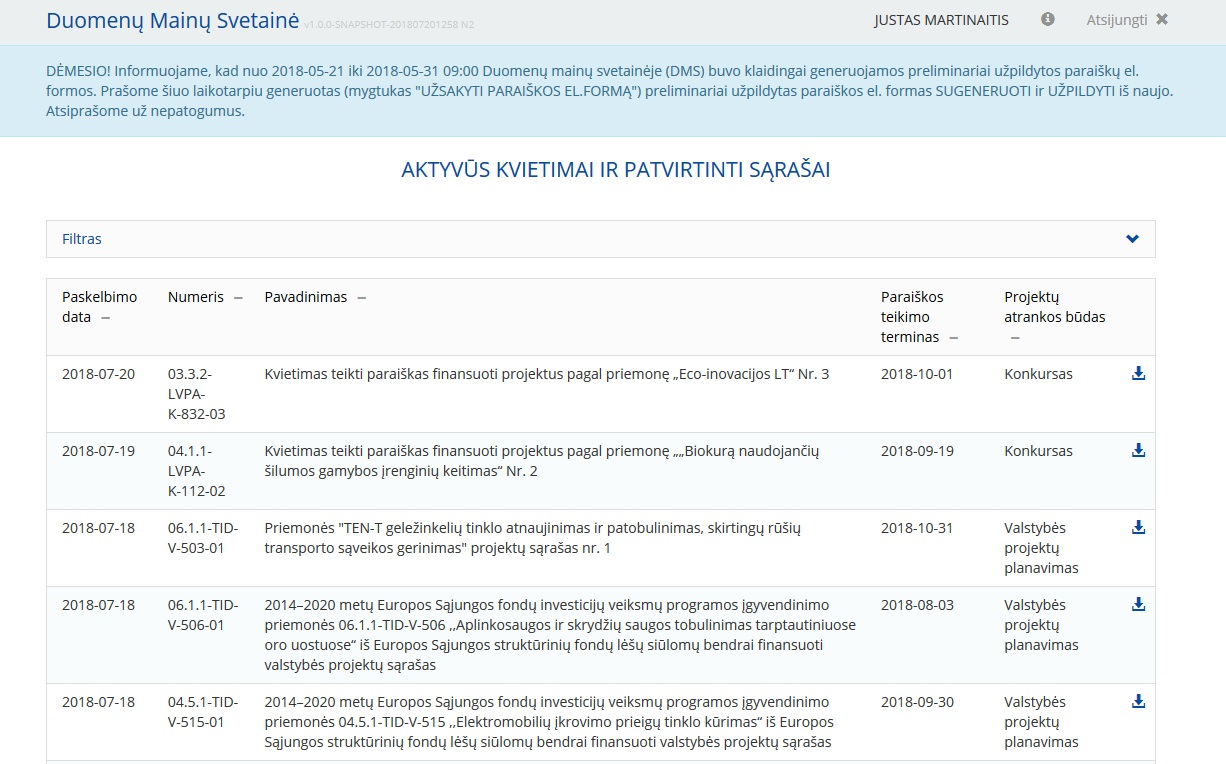 Duomenų Mainų Svetainė v1.0.0-SNAPSHOT-201807201258 N2
JUSTAS MARTINAITIS
Atsijungti
DĖMESIO! Informuojame, kad nuo 2018-05-21 iki 2018-05-31 09:00 Duomenų mainų svetainėje (DMS) buvo klaidingai generuojamos preliminariai užpildytos paraiškų el.
formos. Prašome šiuo laikotarpiu generuotas (mygtukas "UŽSAKYTI PARAIŠKOS EL.FORMĄ") preliminariai užpildytas paraiškos el. formas SUGENERUOTI ir UŽPILDYTI iš naujo.
Atsiprašome už nepatogumus.
AKTYVŪS KVIETIMAI IR PATVIRTINTI SĄRAŠAI
Filtras
Paskelbimo
data –
Numeris –
Pavadinimas –
Paraiškos
teikimo
terminas –
Projektų
atrankos būdas
–
2018-07-20
03.3.2-
LVPA-
K-832-03
Kvietimas teikti paraiškas finansuoti projektus pagal priemonę „Eco-inovacijos LT“ Nr. 3
2018-10-01
Konkursas
2018-07-19
04.1.1-
LVPA-
K-112-02
Kvietimas teikti paraiškas finansuoti projektus pagal priemonę „„Biokurą naudojančių
šilumos gamybos įrenginių keitimas“ Nr. 2
2018-09-19
Konkursas
2018-07-18
06.1.1-TID-
V-503-01
Priemonės "TEN-T geležinkelių tinklo atnaujinimas ir patobulinimas, skirtingų rūšių
transporto sąveikos gerinimas" projektų sąrašas nr. 1
2018-10-31
Valstybės
projektų
planavimas
2018-07-18
06.1.1-TID-
V-506-01
2014–2020 metų Europos Sąjungos fondų investicijų veiksmų programos įgyvendinimo
priemonės 06.1.1-TID-V-506 ,,Aplinkosaugos ir skrydžių saugos tobulinimas tarptautiniuose
oro uostuose“ iš Europos Sąjungos struktūrinių fondų lėšų siūlomų bendrai finansuoti
valstybės projektų sąrašas
2018-08-03
Valstybės
projektų
planavimas
2018-07-18
04.5.1-TID-
V-515-01
2014–2020 metų Europos Sąjungos fondų investicijų veiksmų programos įgyvendinimo
priemonės 04.5.1-TID-V-515 ,,Elektromobilių įkrovimo prieigų tinklo kūrimas“ iš Europos
Sąjungos struktūrinių fondų lėšų siūlomų bendrai finansuoti valstybės projektų sąrašas
2018-09-30
Valstybės
projektų
planavimas